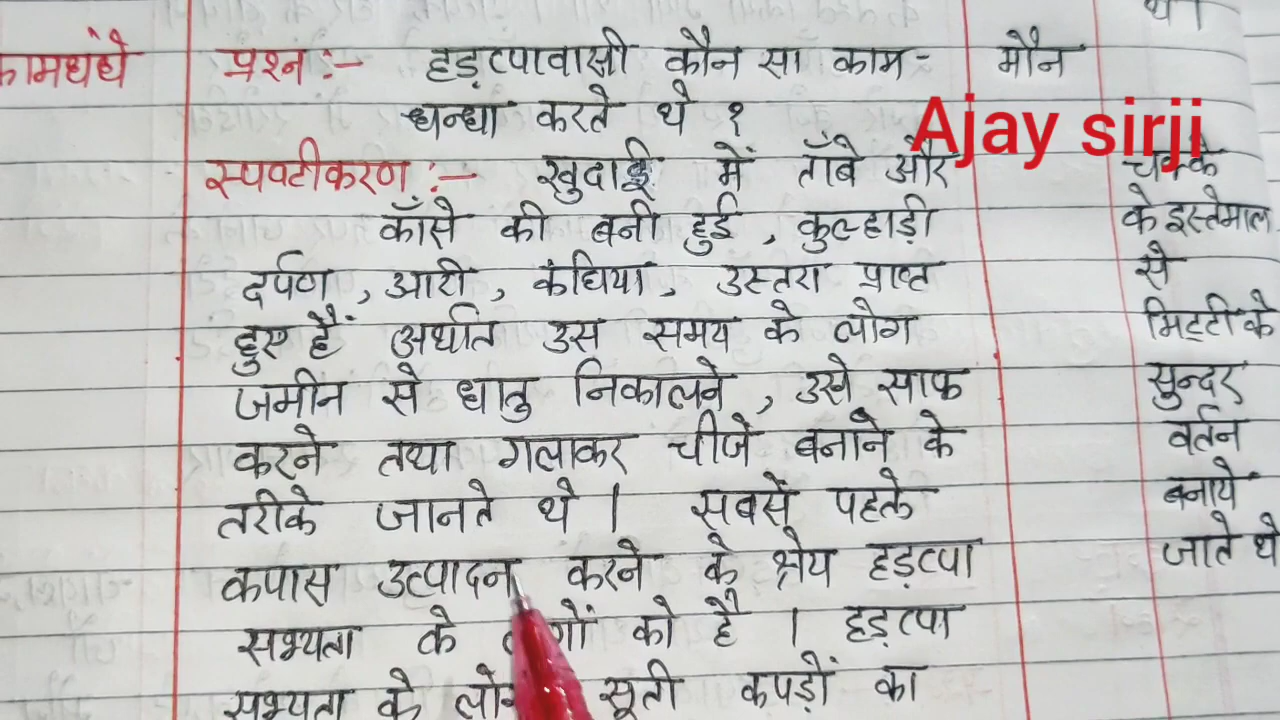 कामधंधे
प्रश्न:- हड़प्पावासी कौन सा काम-
धन्धा करते थे ?
स्पष्टीकरण :- खुदाई में ताँबे और
काँसे की बनी हुई , कुल्हाड़ी
दर्पण , आरी , कंघिया , उस्तरा प्राप्त
हुए हैं अर्थात उस समय के लोग
जमीन से धातु निकालने , उसे साफ
करने तथा गलाकर चीजें बनाने के
तरीके जानते थे | सबसें पहले
कपास उत्पादन करने के श्रेय हड़प्पा
सभ्यता के को है | हड़प्पा
सभ्यता के सूती कपड़ों का
मौन
Ajay sirji
चक्के
के इस्तेमाल
से
मिट्टी के
सुन्दर
वर्तन
बनाये
जाते थे